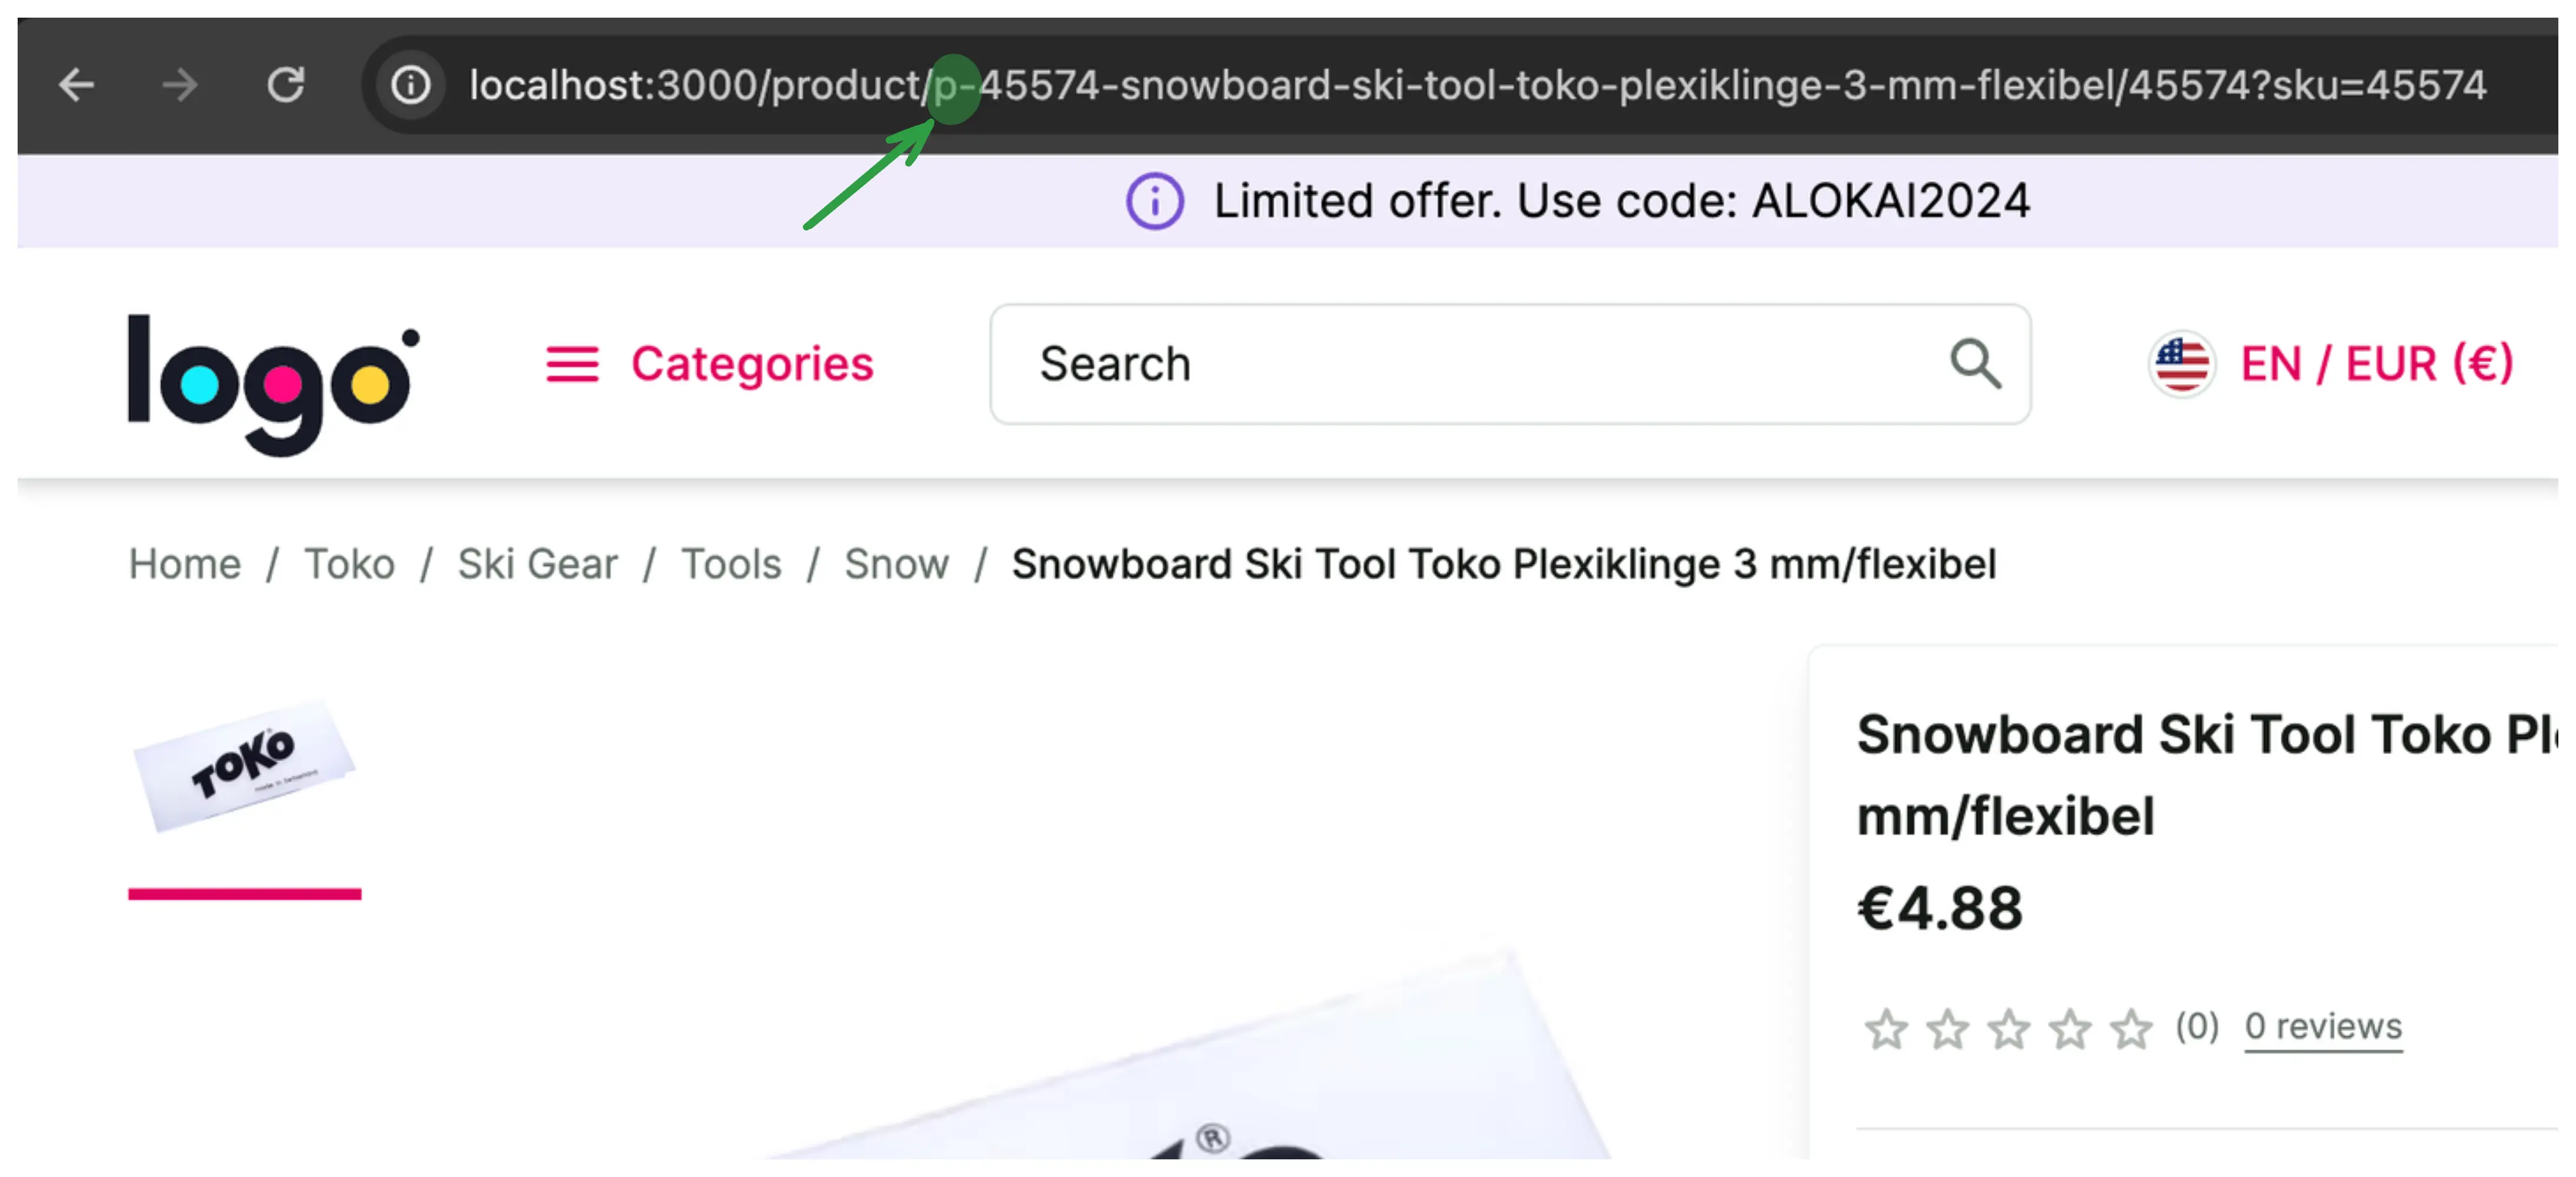 localhost:3000/product/p-45574-snowboard-ski-tool-toko-plexiklinge-3-mm-flexibel/45574?sku=45574
Limited offer. Use code: ALOKAI2024
logo
Categories
Search
EN / EUR (€)
Home / Toko / Ski Gear / Tools / Snow / Snowboard Ski Tool Toko Plexiklinge 3 mm/flexibel
TOKO
Snowboard Ski Tool Toko
mm/flexibel
€4.88
(0) 0 reviews
®